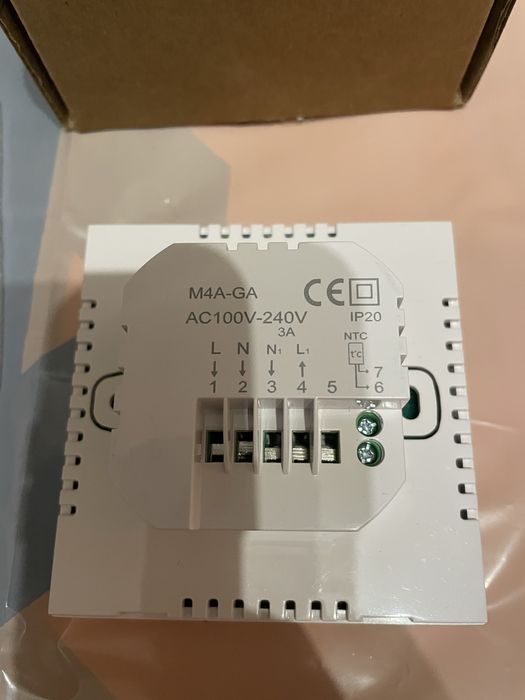 M4A-GA CE
AC100V-240V IP20
3A NTC
L N N₁ L₁ t°c
7
1 2 3 4 5 6